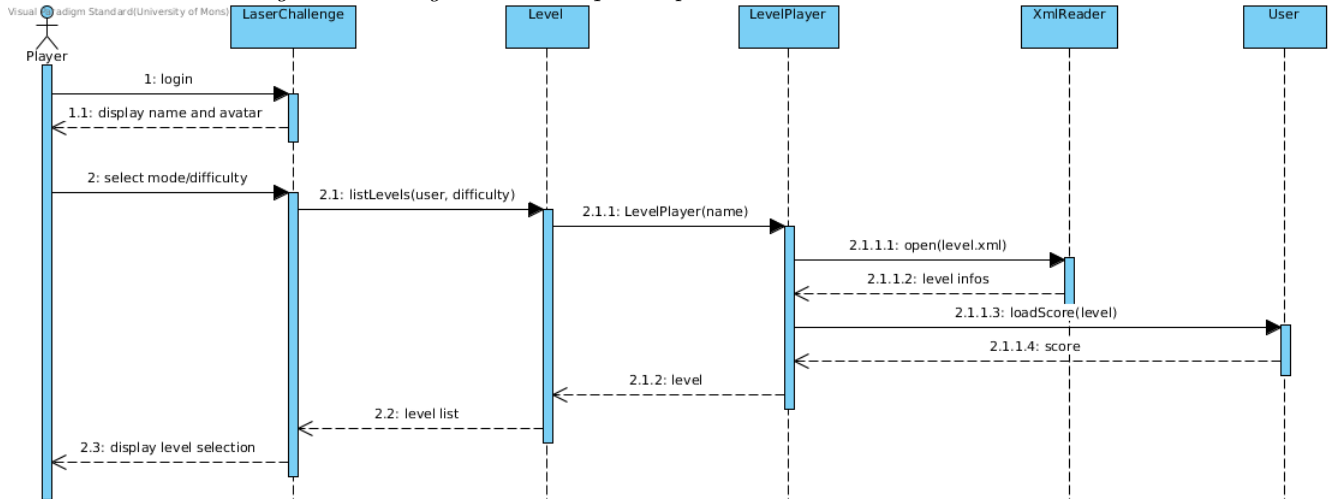 Visual Paradigm Standard(University of Mons)
LaserChallenge
Level
LevelPlayer
XmlReader
User
Player
1: login
1.1: display name and avatar
2: select mode/difficulty
2.1: listLevels(user, difficulty)
2.1.1: LevelPlayer(name)
2.1.1.1: open(level.xml)
2.1.1.2: level infos
2.1.1.3: loadScore(level)
2.1.1.4: score
2.1.2: level
2.2: level list
2.3: display level selection